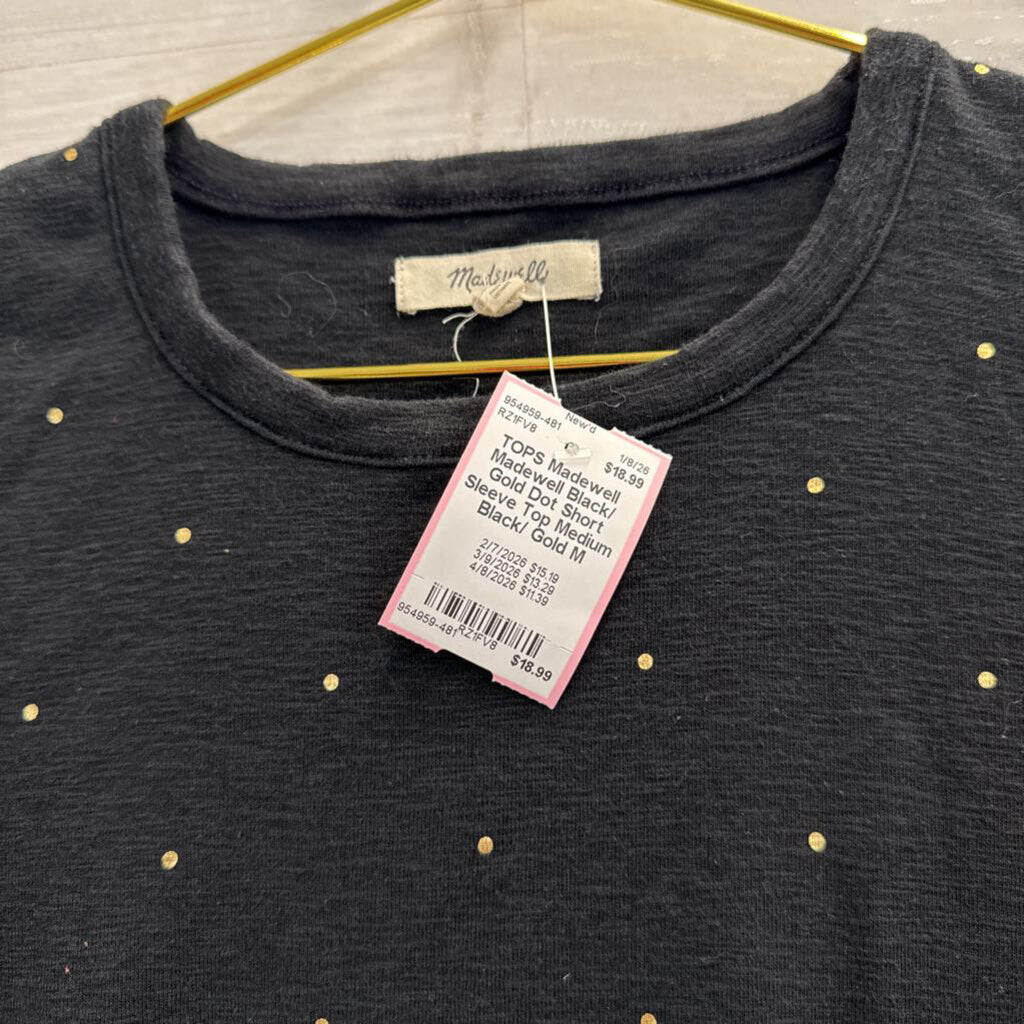 Madewell
954959-481 New'd 1/8/26
RZ1FV8 $18.99
TOPS Madewell
Madewell Black/
Gold Dot Short
Sleeve Top Medium
Black/ Gold M
2/7/2026 $15.19
3/9/2026 $13.29
4/8/2026 $11.39
954959-481 RZ1FV8
$18.99